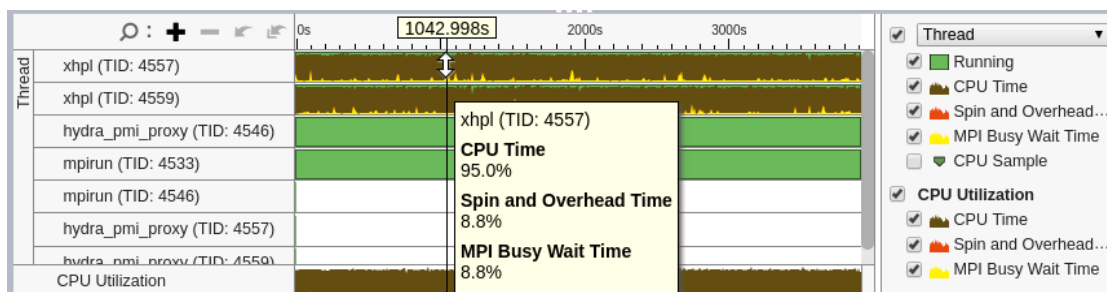 0s
1042.998s
2000s
3000s
Thread
xhpl (TID: 4557)
xhpl (TID: 4559)
hydra_pmi_proxy (TID: 4546)
mpirun (TID: 4533)
mpirun (TID: 4546)
hydra_pmi_proxy (TID: 4557)
hydra_pmi_proxy (TID: 4559)
CPU Utilization
xhpl (TID: 4557)
CPU Time
95.0%
Spin and Overhead Time
8.8%
MPI Busy Wait Time
8.8%
Thread
Running
CPU Time
Spin and Overhead...
MPI Busy Wait Time
CPU Sample
CPU Utilization
CPU Time
Spin and Overhead...
MPI Busy Wait Time